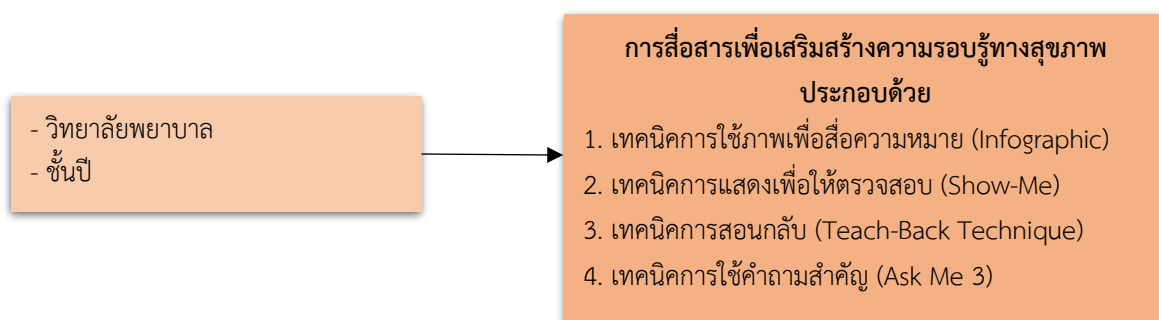 - วิทยาลัยพยาบาล
- ชั้นปี
การสื่อสารเพื่อเสริมสร้างความรอบรู้ทางสุขภาพ
ประกอบด้วย
1. เทคนิคการใช้ภาพเพื่อสื่อความหมาย (Infographic)
2. เทคนิคการแสดงเพื่อให้ตรวจสอบ (Show-Me)
3. เทคนิคการสอนกลับ (Teach-Back Technique)
4. เทคนิคการใช้คำถามสำคัญ (Ask Me 3)